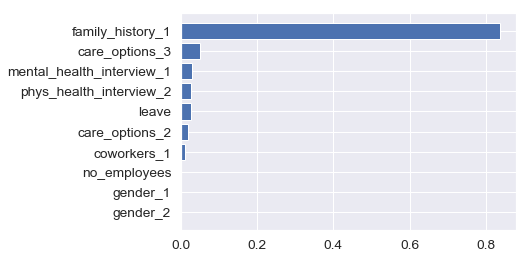 family_history_1
care_options_3
mental_health_interview_1
phys_health_interview_2
leave
care_options_2
coworkers_1
no_employees
gender_1
gender_2
0.0 0.2 0.4 0.6 0.8